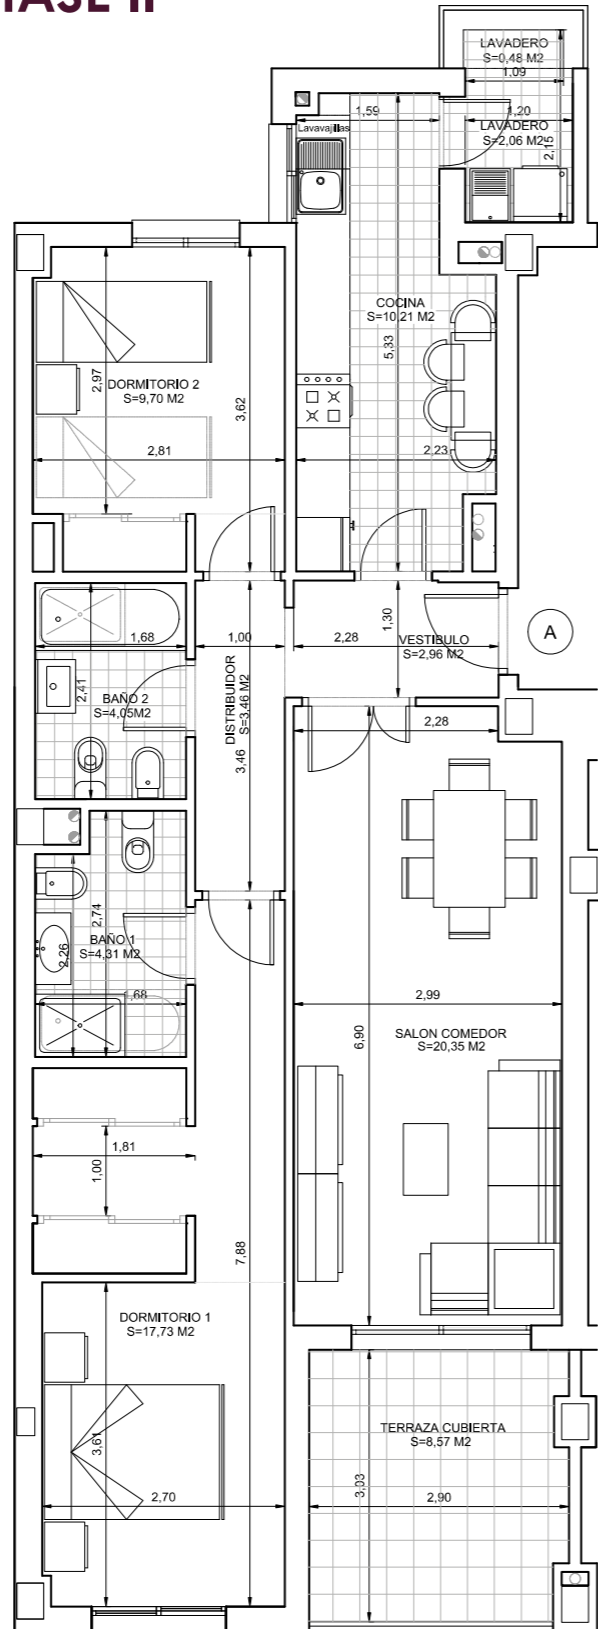 FASE II
LAVADERO
S=0,48 M2
1,09
1,59
1,20
Lavavajillas
LAVADERO
S=2,06 M2
2,15
COCINA
S=10,21 M2
5,33
2,97
DORMITORIO 2
S=9,70 M2
3,62
2,81
2,23
1,68
1,00
2,28
1,30
VESTIBULO
S=2,96 M2
A
2,41
BAÑO 2
S=4,05M2
DISTRIBUIDOR
S=3,46 M2
3,46
2,28
2,74
BAÑO 1
S=4,31 M2
2,26
1,68
2,99
6,90
SALON COMEDOR
S=20,35 M2
1,81
1,00
7,88
DORMITORIO 1
S=17,73 M2
3,61
2,70
TERRAZA CUBIERTA
S=8,57 M2
3,03
2,90